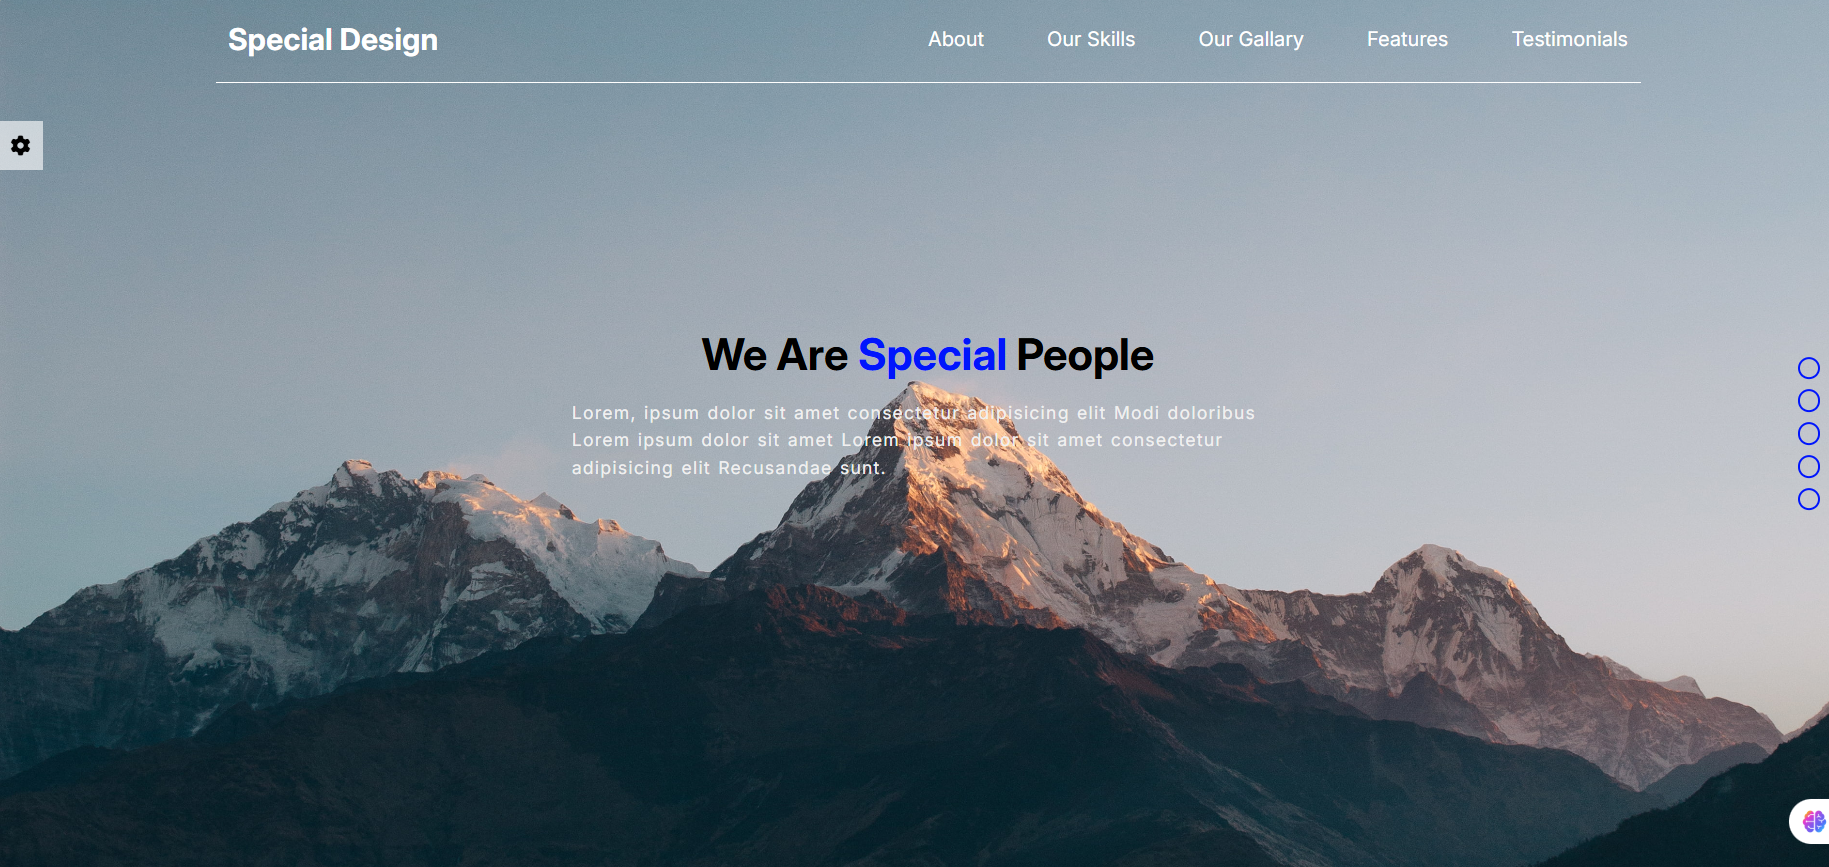 Special Design
About Our Skills Our Gallary Features Testimonials
We Are Special People
Lorem, ipsum dolor sit amet consectetur adipisicing elit Modi doloribus
Lorem ipsum dolor sit amet Lorem ipsum dolor sit amet consectetur
adipisicing elit Recusandae sunt.